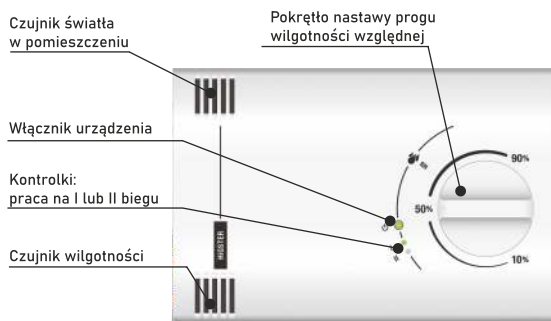 Czujnik światła
w pomieszczeniu
Pokrętło nastawy progu
wilgotności względnej
Włącznik urządzenia
Kontrolki:
praca na I lub II biegu
Czujnik wilgotności
HIGSTER
90%
50%
10%